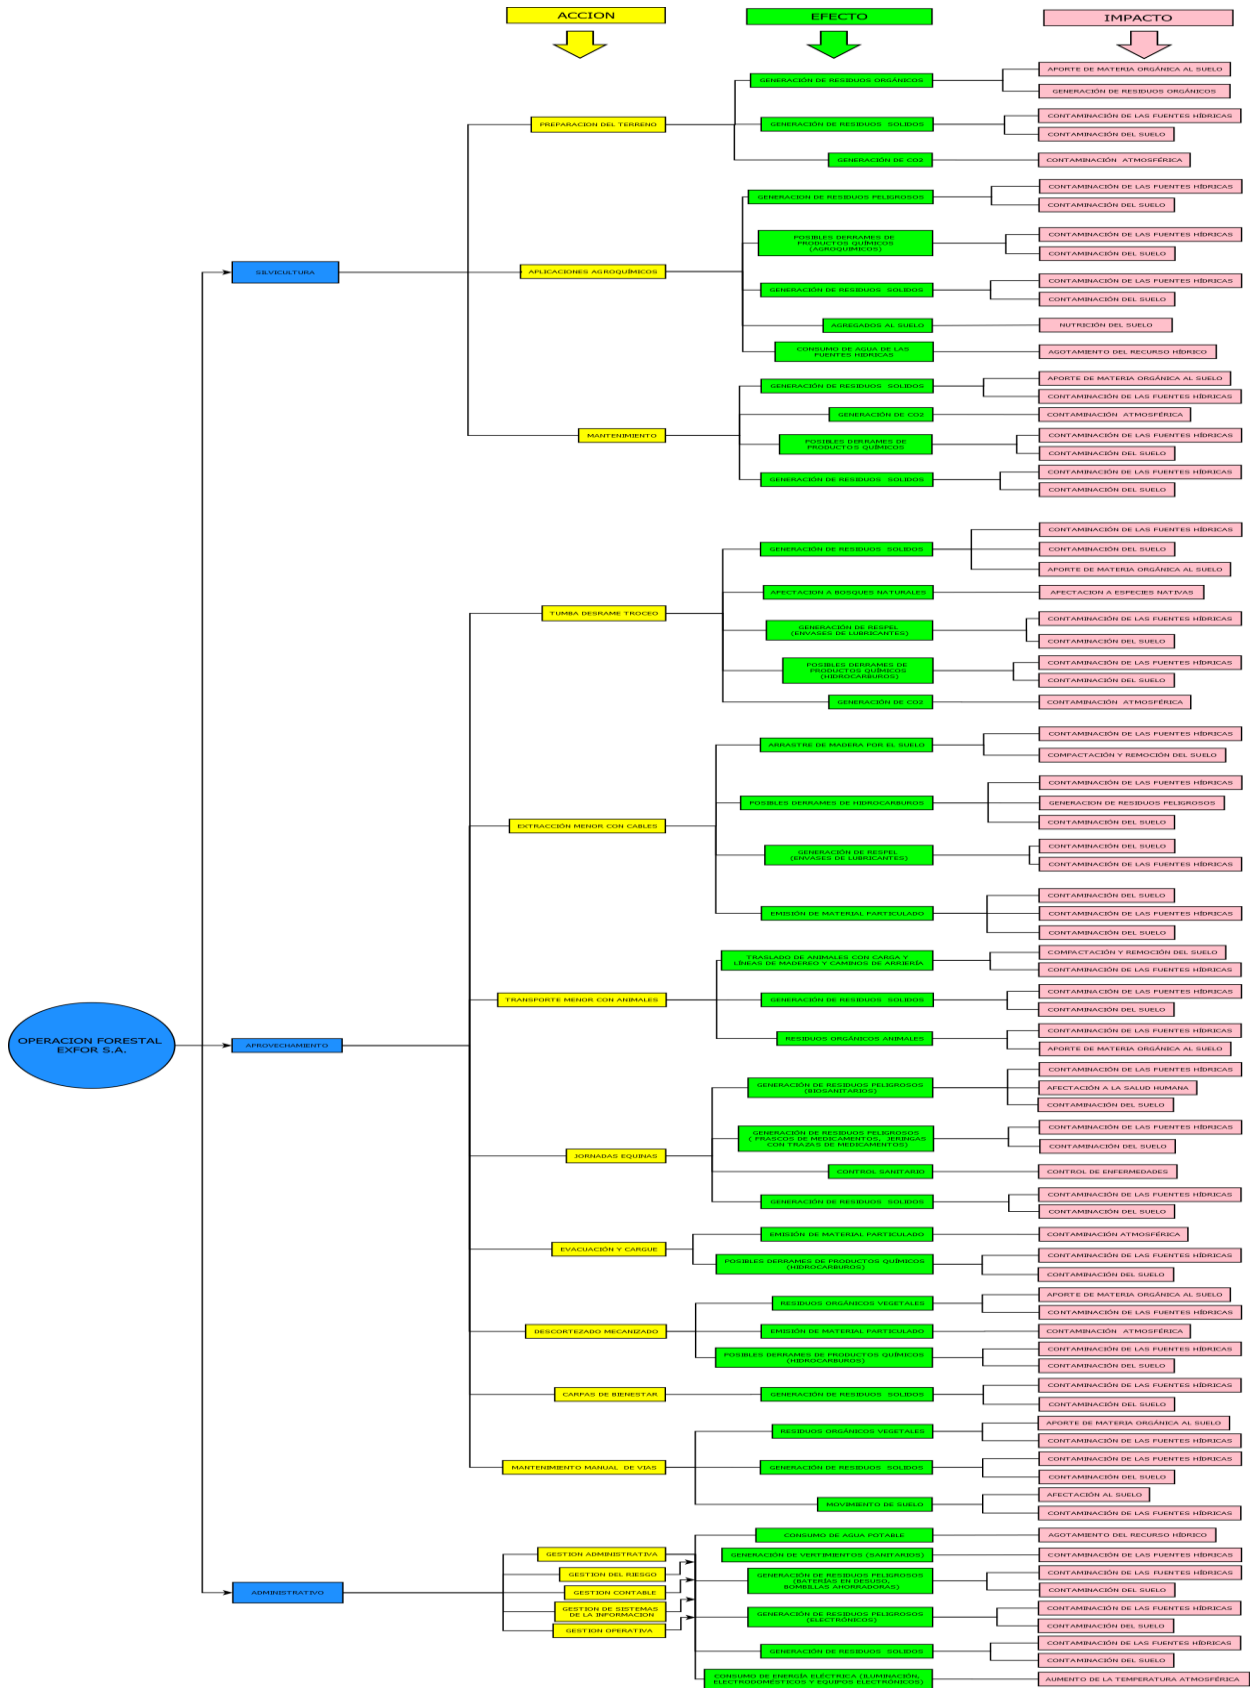 ACCION
EFECTO
IMPACTO
OPERACION FORESTAL
EXFOR S.A.
SILVICULTURA
PREPARACION DEL TERRENO
GENERACIÓN DE RESIDUOS ORGÁNICOS
APORTE DE MATERIA ORGÁNICA AL SUELO
GENERACIÓN DE RESIDUOS ORGÁNICOS
GENERACIÓN DE RESIDUOS SOLIDOS
CONTAMINACIÓN DE LAS FUENTES HÍDRICAS
CONTAMINACIÓN DEL SUELO
GENERACIÓN DE CO2
CONTAMINACIÓN ATMOSFÉRICA
APLICACIONES AGROQUÍMICOS
GENERACION DE RESIDUOS PELIGROSOS
CONTAMINACIÓN DE LAS FUENTES HÍDRICAS
CONTAMINACIÓN DEL SUELO
POSIBLES DERRAMES DE
PRODUCTOS QUÍMICOS
(AGROQUIMICOS)
CONTAMINACIÓN DE LAS FUENTES HÍDRICAS
CONTAMINACIÓN DEL SUELO
GENERACIÓN DE RESIDUOS SOLIDOS
CONTAMINACIÓN DE LAS FUENTES HÍDRICAS
CONTAMINACIÓN DEL SUELO
AGREGADOS AL SUELO
NUTRICIÓN DEL SUELO
CONSUMO DE AGUA DE LAS
FUENTES HIDRICAS
AGOTAMIENTO DEL RECURSO HÍDRICO
MANTENIMIENTO
GENERACIÓN DE RESIDUOS SOLIDOS
APORTE DE MATERIA ORGÁNICA AL SUELO
CONTAMINACIÓN DE LAS FUENTES HÍDRICAS
GENERACIÓN DE CO2
CONTAMINACIÓN ATMOSFÉRICA
POSIBLES DERRAMES DE
PRODUCTOS QUÍMICOS
CONTAMINACIÓN DE LAS FUENTES HÍDRICAS
CONTAMINACIÓN DEL SUELO
GENERACIÓN DE RESIDUOS SOLIDOS
CONTAMINACIÓN DE LAS FUENTES HÍDRICAS
CONTAMINACIÓN DEL SUELO
APROVECHAMIENTO
TUMBA DESRAME TROCEO
GENERACIÓN DE RESIDUOS SOLIDOS
CONTAMINACIÓN DE LAS FUENTES HÍDRICAS
CONTAMINACIÓN DEL SUELO
APORTE DE MATERIA ORGÁNICA AL SUELO
AFECTACION A BOSQUES NATURALES
AFECTACION A ESPECIES NATIVAS
GENERACIÓN DE RESPEL
(ENVASES DE LUBRICANTES)
CONTAMINACIÓN DE LAS FUENTES HÍDRICAS
CONTAMINACIÓN DEL SUELO
POSIBLES DERRAMES DE
PRODUCTOS QUÍMICOS
(HIDROCARBUROS)
CONTAMINACIÓN DE LAS FUENTES HÍDRICAS
CONTAMINACIÓN DEL SUELO
GENERACIÓN DE CO2
CONTAMINACIÓN ATMOSFÉRICA
EXTRACCIÓN MENOR CON CABLES
ARRASTRE DE MADERA POR EL SUELO
CONTAMINACIÓN DE LAS FUENTES HÍDRICAS
COMPACTACIÓN Y REMOCIÓN DEL SUELO
POSIBLES DERRAMES DE HIDROCARBUROS
CONTAMINACIÓN DE LAS FUENTES HÍDRICAS
GENERACION DE RESIDUOS PELIGROSOS
CONTAMINACIÓN DEL SUELO
GENERACIÓN DE RESPEL
(ENVASES DE LUBRICANTES)
CONTAMINACIÓN DEL SUELO
CONTAMINACIÓN DE LAS FUENTES HÍDRICAS
EMISIÓN DE MATERIAL PARTICULADO
CONTAMINACIÓN DEL SUELO
CONTAMINACIÓN DE LAS FUENTES HÍDRICAS
CONTAMINACIÓN DEL SUELO
TRANSPORTE MENOR CON ANIMALES
TRASLADO DE ANIMALES CON CARGA Y
LÍNEAS DE MADEREO Y CAMINOS DE ARRIERÍA
COMPACTACIÓN Y REMOCIÓN DEL SUELO
CONTAMINACIÓN DE LAS FUENTES HÍDRICAS
GENERACIÓN DE RESIDUOS SOLIDOS
CONTAMINACIÓN DE LAS FUENTES HÍDRICAS
CONTAMINACIÓN DEL SUELO
RESIDUOS ORGÁNICOS ANIMALES
CONTAMINACIÓN DE LAS FUENTES HÍDRICAS
APORTE DE MATERIA ORGÁNICA AL SUELO
JORNADAS EQUINAS
GENERACIÓN DE RESIDUOS PELIGROSOS
(BIOSANITARIOS)
CONTAMINACIÓN DE LAS FUENTES HÍDRICAS
AFECTACIÓN A LA SALUD HUMANA
CONTAMINACIÓN DEL SUELO
GENERACIÓN DE RESIDUOS PELIGROSOS
( FRASCOS DE MEDICAMENTOS, JERINGAS
CON TRAZAS DE MEDICAMENTOS)
CONTAMINACIÓN DE LAS FUENTES HÍDRICAS
CONTAMINACIÓN DEL SUELO
CONTROL SANITARIO
CONTROL DE ENFERMEDADES
GENERACIÓN DE RESIDUOS SOLIDOS
CONTAMINACIÓN DE LAS FUENTES HÍDRICAS
CONTAMINACIÓN DEL SUELO
EVACUACIÓN Y CARGUE
EMISIÓN DE MATERIAL PARTICULADO
CONTAMINACIÓN ATMOSFÉRICA
POSIBLES DERRAMES DE PRODUCTOS QUÍMICOS
(HIDROCARBUROS)
CONTAMINACIÓN DE LAS FUENTES HÍDRICAS
CONTAMINACIÓN DEL SUELO
DESCORTEZADO MECANIZADO
RESIDUOS ORGÁNICOS VEGETALES
APORTE DE MATERIA ORGÁNICA AL SUELO
CONTAMINACIÓN DE LAS FUENTES HÍDRICAS
EMISIÓN DE MATERIAL PARTICULADO
CONTAMINACIÓN ATMOSFÉRICA
POSIBLES DERRAMES DE PRODUCTOS QUÍMICOS
(HIDROCARBUROS)
CONTAMINACIÓN DE LAS FUENTES HÍDRICAS
CONTAMINACIÓN DEL SUELO
CARPAS DE BIENESTAR
GENERACIÓN DE RESIDUOS SOLIDOS
CONTAMINACIÓN DE LAS FUENTES HÍDRICAS
CONTAMINACIÓN DEL SUELO
MANTENIMIENTO MANUAL DE VIAS
RESIDUOS ORGÁNICOS VEGETALES
APORTE DE MATERIA ORGÁNICA AL SUELO
CONTAMINACIÓN DE LAS FUENTES HÍDRICAS
GENERACIÓN DE RESIDUOS SOLIDOS
CONTAMINACIÓN DE LAS FUENTES HÍDRICAS
CONTAMINACIÓN DEL SUELO
MOVIMIENTO DE SUELO
AFECTACIÓN AL SUELO
CONTAMINACIÓN DE LAS FUENTES HÍDRICAS
ADMINISTRATIVO
GESTION ADMINISTRATIVA
GESTION DEL RIESGO
GESTION CONTABLE
GESTION DE SISTEMAS
DE LA INFORMACION
GESTION OPERATIVA
CONSUMO DE AGUA POTABLE
AGOTAMIENTO DEL RECURSO HÍDRICO
GENERACIÓN DE VERTIMIENTOS (SANITARIOS)
CONTAMINACIÓN DE LAS FUENTES HÍDRICAS
GENERACIÓN DE RESIDUOS PELIGROSOS
(BATERÍAS EN DESUSO,
BOMBILLAS AHORRADORAS)
CONTAMINACIÓN DE LAS FUENTES HÍDRICAS
CONTAMINACIÓN DEL SUELO
GENERACIÓN DE RESIDUOS PELIGROSOS
(ELECTRÓNICOS)
CONTAMINACIÓN DE LAS FUENTES HÍDRICAS
CONTAMINACIÓN DEL SUELO
GENERACIÓN DE RESIDUOS SOLIDOS
CONTAMINACIÓN DE LAS FUENTES HÍDRICAS
CONTAMINACIÓN DEL SUELO
CONSUMO DE ENERGÍA ELÉCTRICA (ILUMINACIÓN,
ELECTRODOMÉSTICOS Y EQUIPOS ELECTRÓNICOS)
AUMENTO DE LA TEMPERATURA ATMOSFÉRICA